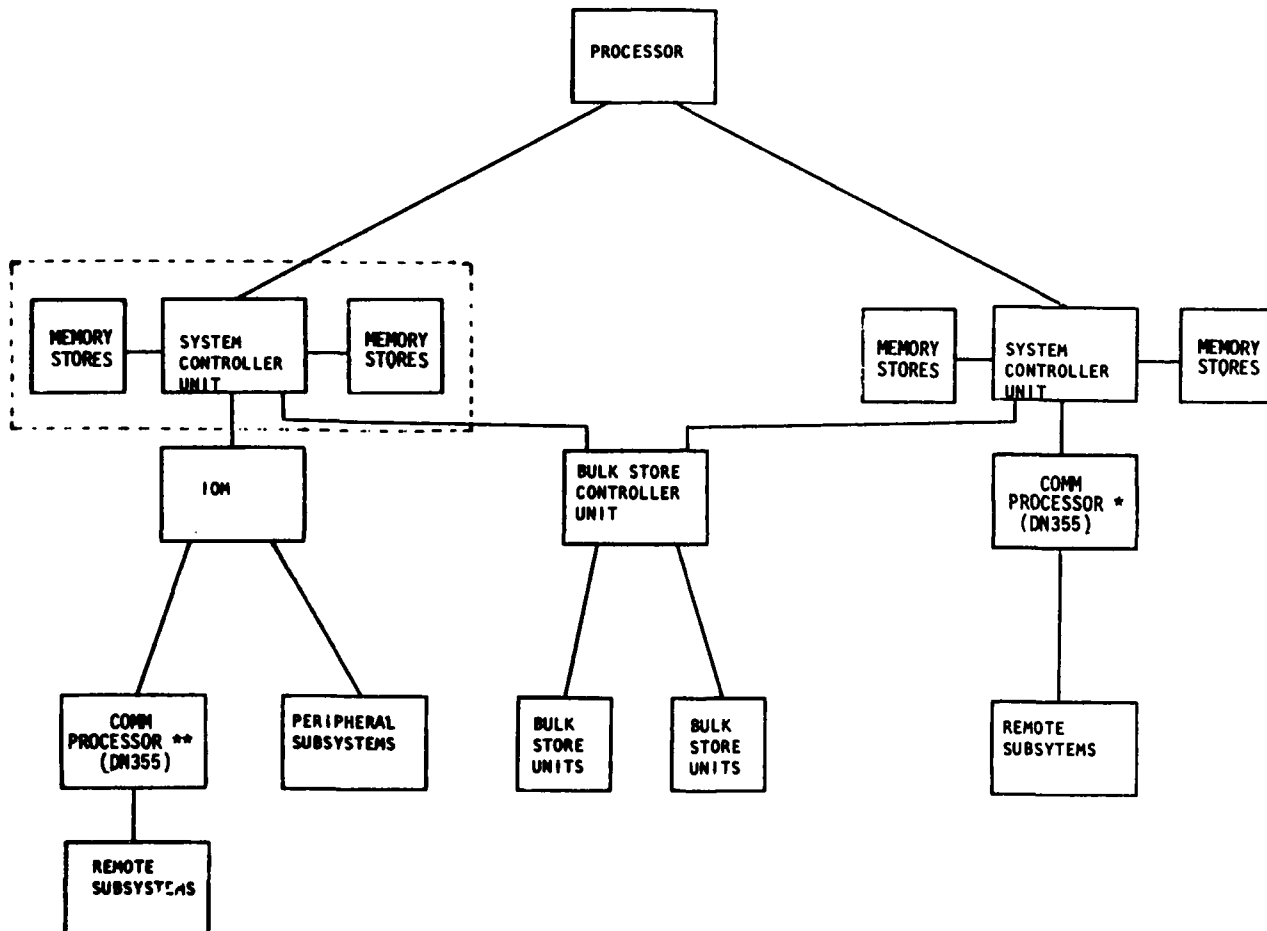 PROCESSOR
MEMORY
STORES
SYSTEM
CONTROLLER
UNIT
MEMORY
STORES
MEMORY
STORES
SYSTEM
CONTROLLER
UNIT
MEMORY
STORES
IOM
BULK STORE
CONTROLLER
UNIT
COMM
PROCESSOR *
(DN355)
COMM
PROCESSOR **
(DN355)
PERIPHERAL
SUBSYSTEMS
BULK
STORE
UNITS
BULK
STORE
UNITS
REMOTE
SUBSYTEMS
REMOTE
SUBSYSTEMS